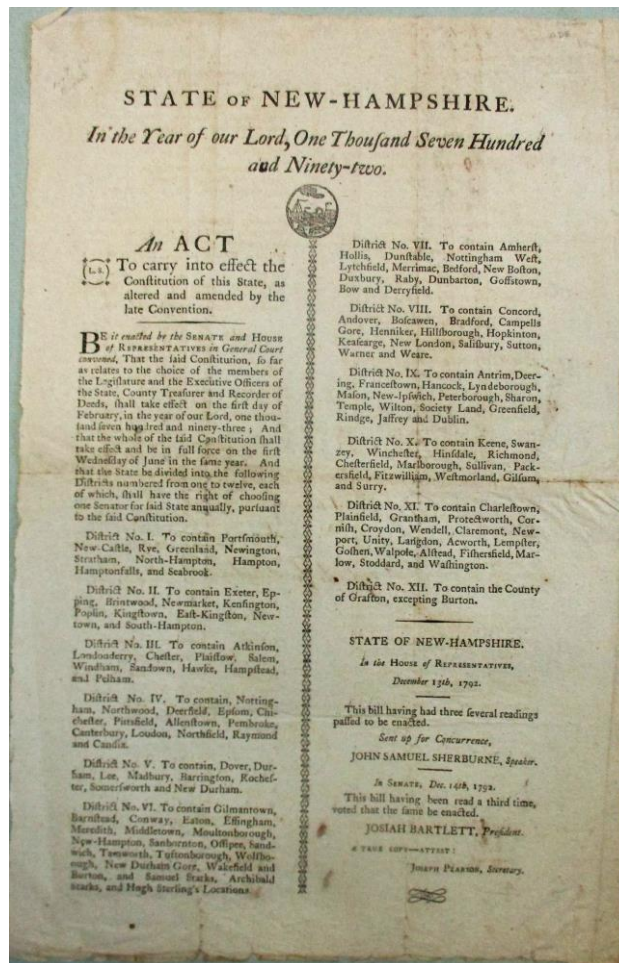 STATE OF NEW-HAMPSHIRE.
In the Year of our Lord, One Thouſand Seven Hundred
and Ninety-two.
An ACT
L. S.
To carry into effect the
Conſtitution of this State, as
altered and amended by the
late Convention.
BE it enacted by the SENATE and HOUSE
of REPRESENTATIVES in General Court
convened, That the ſaid Conſtitution, ſo far
as relates to the choice of the members of
the Legiſlature and the Executive Officers of
the State, County Treaſurer and Recorder of
Deeds, ſhall take effect on the firſt day of
February, in the year of our Lord, one thou-
ſand ſeven hundred and ninety-three; And
that the whole of the ſaid Conſtitution ſhall
take effect and be in full force on the firſt
Wedneſday of June in the ſame year. And
that the State be divided into the following
Diſtricts numbered from one to twelve, each
of which, ſhall have the right of chooſing
one Senator for ſaid State annually, purſuant
to the ſaid Conſtitution.
Diſtrict No. I. To contain Portſmouth,
New-Caſtle, Rye, Greenland, Newington,
Stratham, North-Hampton, Hampton,
Hamptonfalls, and Seabrook.
Diſtrict No. II. To contain Exeter, Ep-
ping, Brintwood, Newmarket, Kenſington,
Poplin, Kingſtown, Eaſt-Kingſton, New-
town, and South-Hampton.
Diſtrict No. III. To contain Atkinſon,
Londonderry, Cheſter, Plaiſtow, Salem,
Windham, Sandown, Hawke, Hampſtead,
and Pelham.
Diſtrict No. IV. To contain, Notting-
ham, Northwood, Deerfield, Epſom, Chi-
cheſter, Pittsfield, Allenſtown, Pembroke,
Canterbury, Loudon, Northfield, Raymond
and Candia.
Diſtrict No. V. To contain, Dover, Dur-
ham, Lee, Madbury, Barrington, Rocheſ-
ter, Somerſworth and New Durham.
Diſtrict No. VI. To contain Gilmantown,
Barnſtead, Conway, Eaton, Effingham,
Meredith, Middletown, Moultonborough,
New-Hampton, Sanbornton, Oſſipee, Sand-
wich, Tamworth, Tuftonborough, Wolfbo-
rough, New Durham Gore, Wakefield and
Burton, and Samuel Starks, Archibald
Starks, and Hugh Sterling's Locations.
Diſtrict No. VII. To contain Amherſt,
Hollis, Dunſtable, Nottingham Weſt,
Lytchfield, Merrimac, Bedford, New Boſton,
Duxbury, Raby, Dunbarton, Goffſtown,
Bow and Derryfield.
Diſtrict No. VIII. To contain Concord,
Andover, Boſcawen, Bradford, Campells
Gore, Henniker, Hillſborough, Hopkinton,
Keaſearge, New London, Saliſbury, Sutton,
Warner and Weare.
Diſtrict No. IX. To contain Antrim, Deer-
ing, Franceſtown, Hancock, Lyndeborough,
Maſon, New-Ipſwich, Peterborough, Sharon,
Temple, Wilton, Society Land, Greenfield,
Rindge, Jaffrey and Dublin.
Diſtrict No. X. To contain Keene, Swan-
zey, Wincheſter, Hinſdale, Richmond,
Cheſterfield, Marlborough, Sullivan, Pack-
ersfield, Fitzwilliam, Weſtmorland, Gilſum,
and Surry.
Diſtrict No. XI. To contain Charleſtown,
Plainfield, Grantham, Protectworth, Cor-
niſh, Croydon, Wendell, Claremont, New-
port, Unity, Langdon, Acworth, Lempſter,
Goſhen, Walpole, Alſtead, Fiſhersfield, Mar-
low, Stoddard, and Waſhington.
Diſtrict No. XII. To contain the County
of Grafton, excepting Burton.
STATE OF NEW-HAMPSHIRE.
In the HOUSE of REPRESENTATIVES,
December 13th, 1792.
This bill having had three ſeveral readings
paſſed to be enacted.
Sent up for Concurrence,
JOHN SAMUEL SHERBURNE, Speaker.
In SENATE, Dec. 14th, 1792.
This bill having been read a third time,
voted that the ſame be enacted.
JOSIAH BARTLETT, Preſident.
A TRUE COPY—ATTEST:
JOSEPH PEARSON, Secretary.